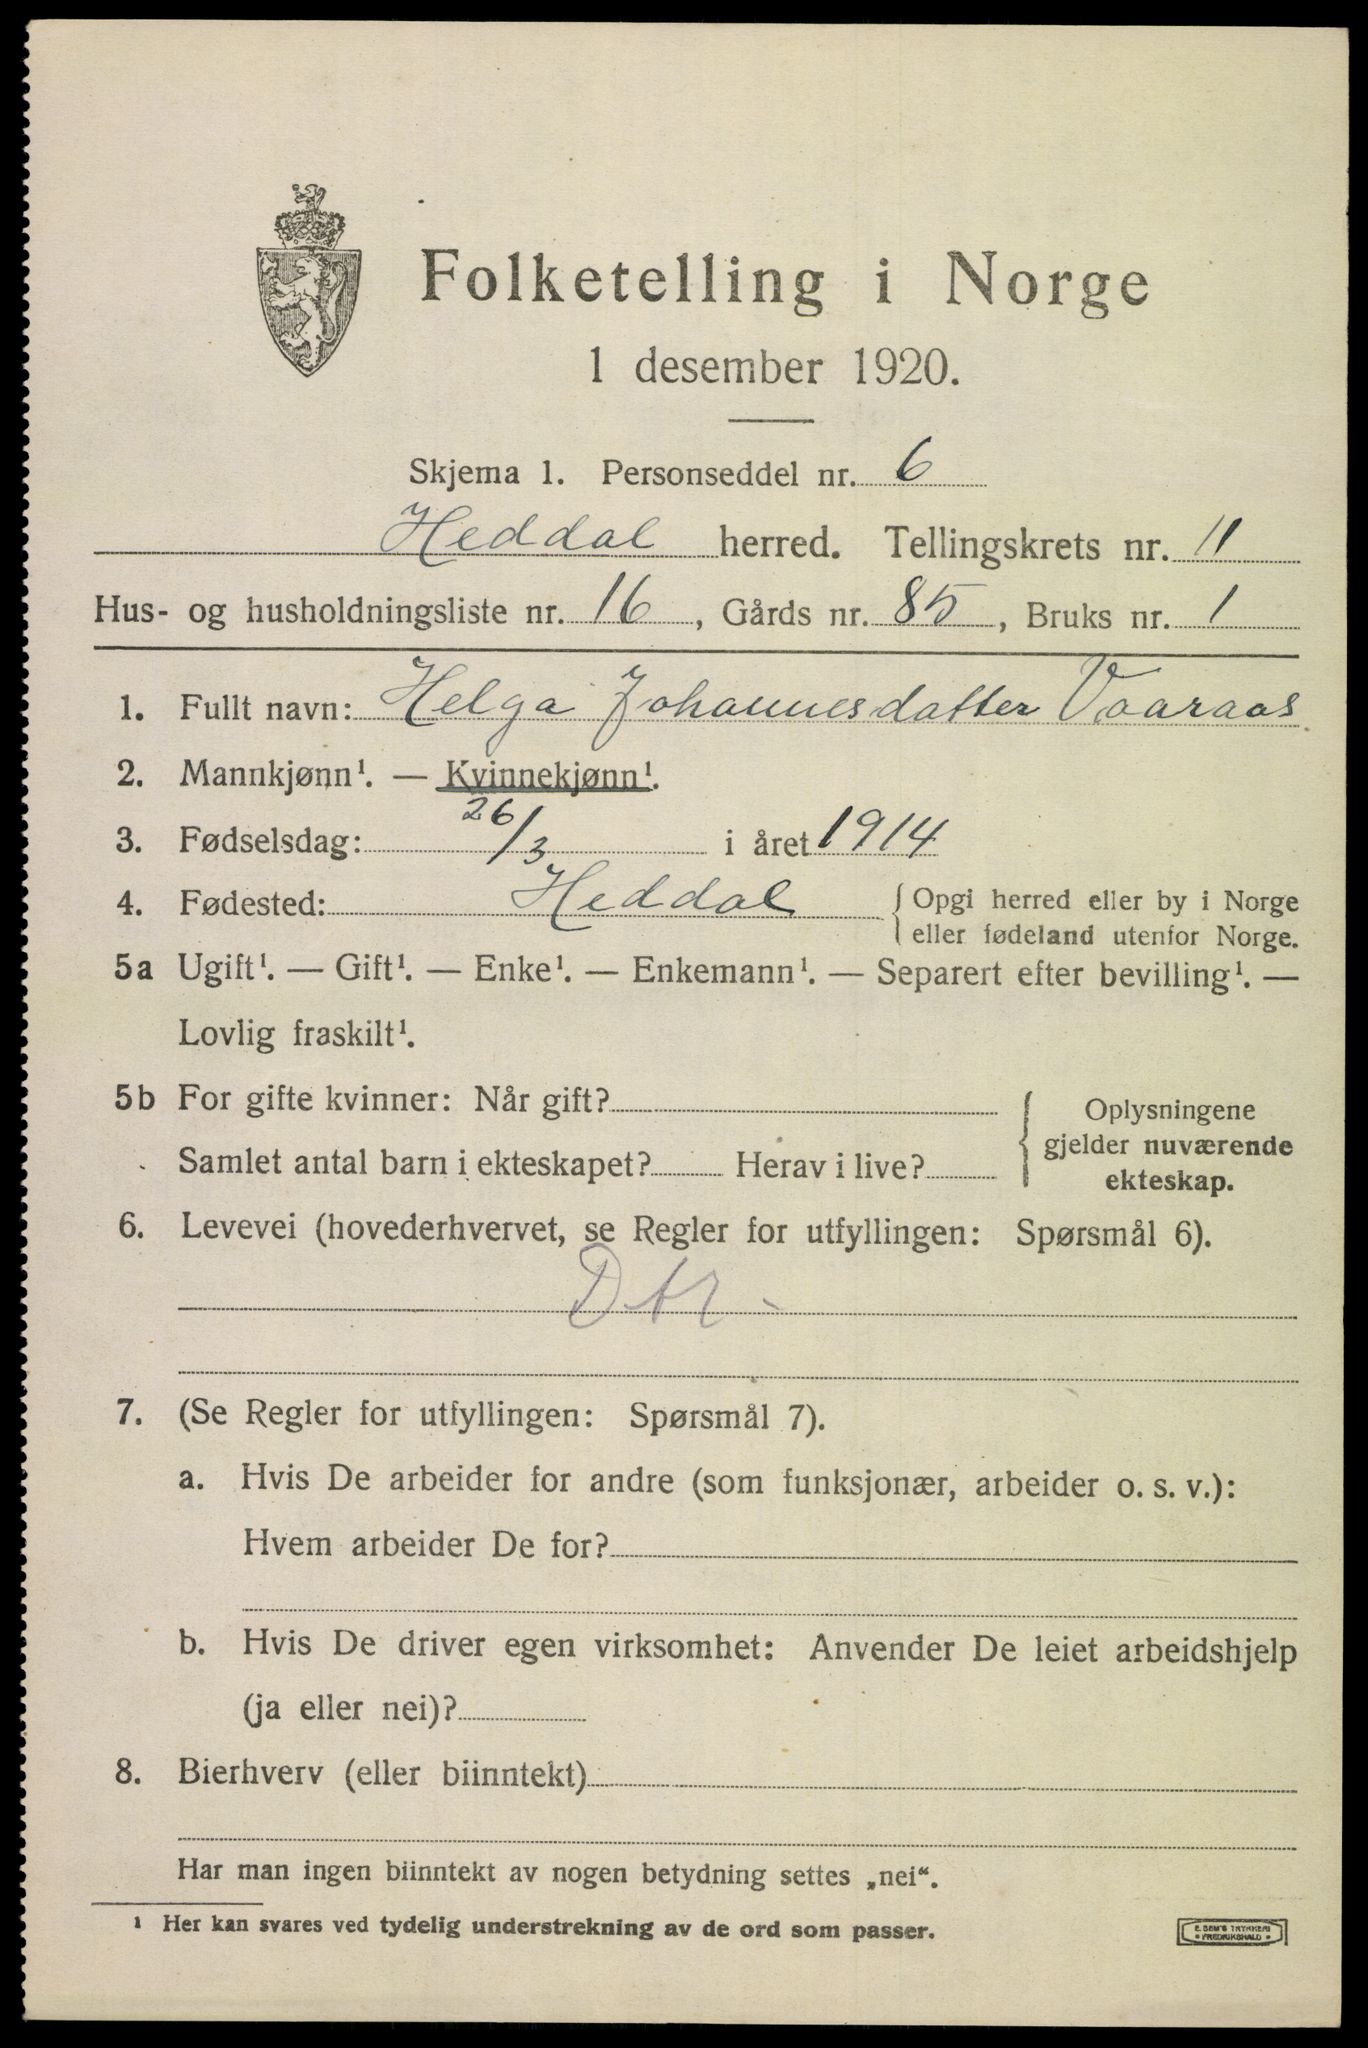 Folketelling i Norge
1 desember 1920.
Skjema 1. Personseddel nr. 6
Heddal herred. Tellingskrets nr. 11
Hus- og husholdningsliste nr. 16, Gårds nr. 85, Bruks nr. 1
1. Fullt navn: Helga Johannesdatter Vaaraas
2. Mannkjønn¹. — Kvinnekjønn¹.
3. Fødselsdag: 26/3 i året 1914
4. Fødested: Heddal { Opgi herred eller by i Norge
eller fødeland utenfor Norge.
5a Ugift¹. — Gift¹. — Enke¹. — Enkemann¹. — Separert efter bevilling¹. —
Lovlig fraskilt¹.
5b For gifte kvinner: Når gift?
Samlet antal barn i ekteskapet? Herav i live?
{ Oplysningene
gjelder nuværende
ekteskap.
6. Levevei (hovederhvervet, se Regler for utfyllingen: Spørsmål 6).
Dtr -
7. (Se Regler for utfyllingen: Spørsmål 7).
a. Hvis De arbeider for andre (som funksjonær, arbeider o. s. v.):
Hvem arbeider De for?
b. Hvis De driver egen virksomhet: Anvender De leiet arbeidshjelp
(ja eller nei)?
8. Bierhverv (eller biinntekt)
Har man ingen biinntekt av nogen betydning settes „nei“.
¹ Her kan svares ved tydelig understrekning av de ord som passer.
E. SEM'S TRYKKERI
• FREDRIKSHALD •